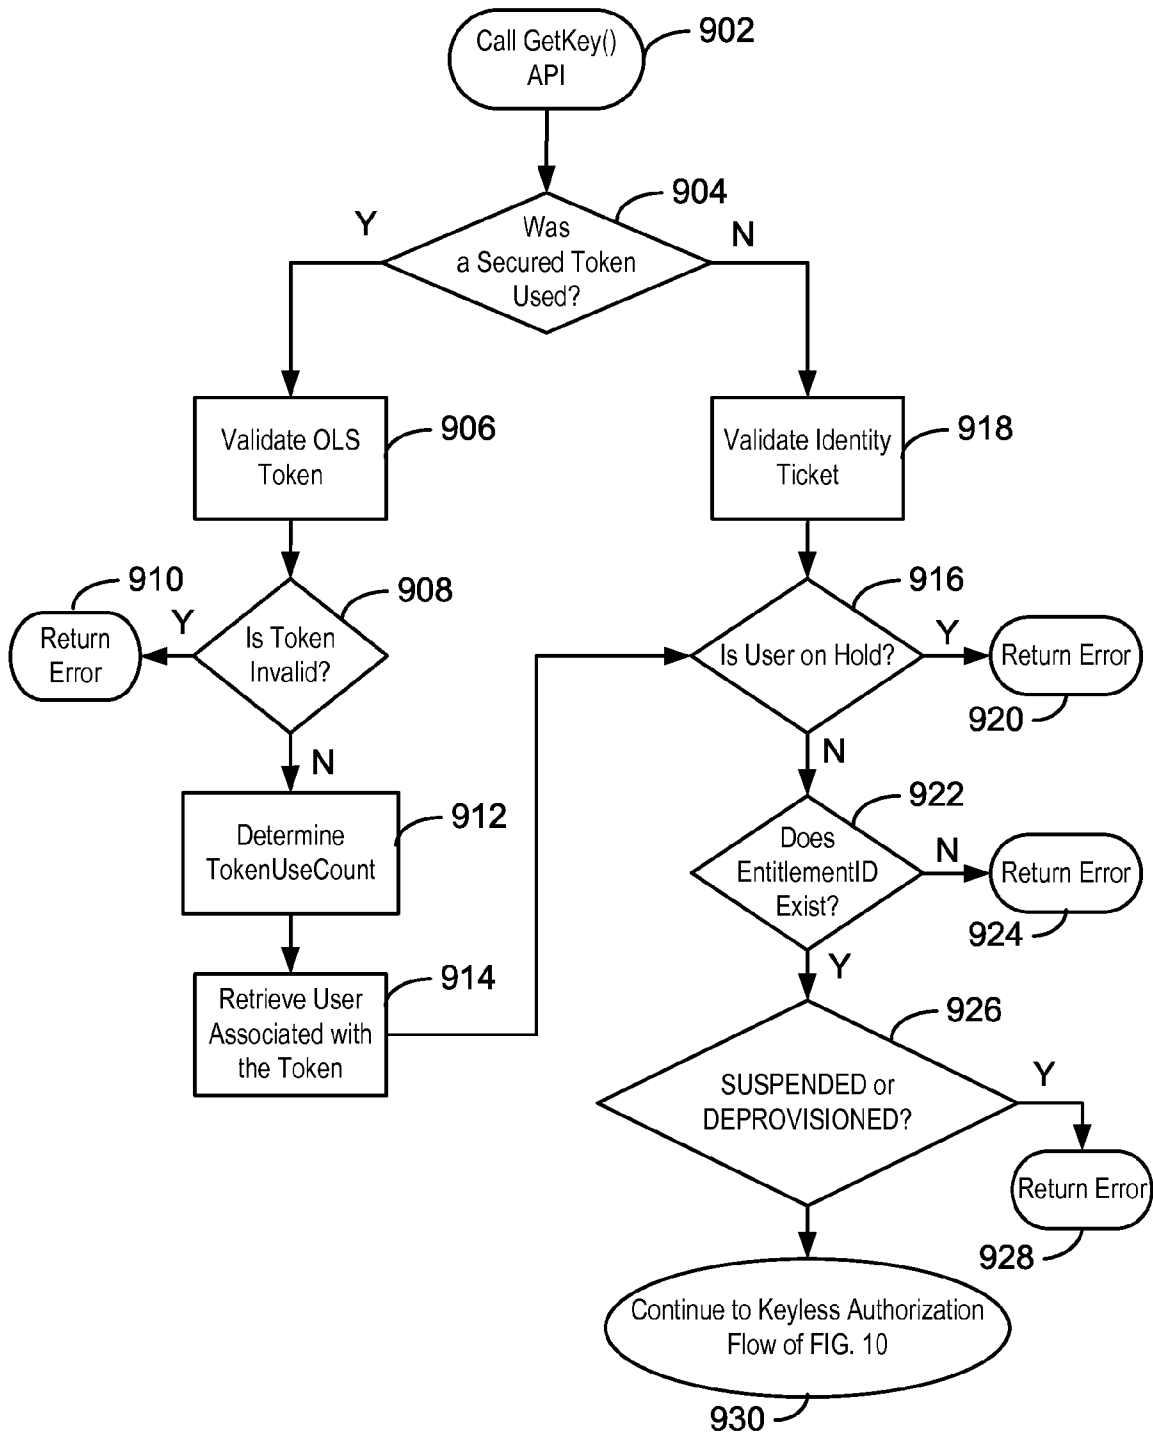 Call GetKey()
API
902
904
Y
N
Was
a Secured Token
Used?
Validate OLS
Token
906
Validate Identity
Ticket
918
910
Y
Return
Error
908
Is Token
Invalid?
N
916
Is User on Hold?
Y
Return Error
920
N
Determine
TokenUseCount
912
922
Does
EntitlementID
Exist?
N
Return Error
924
Y
Retrieve User
Associated with
the Token
914
926
SUSPENDED or
DEPROVISIONED?
Y
Return Error
928
Continue to Keyless Authorization
Flow of FIG. 10
930